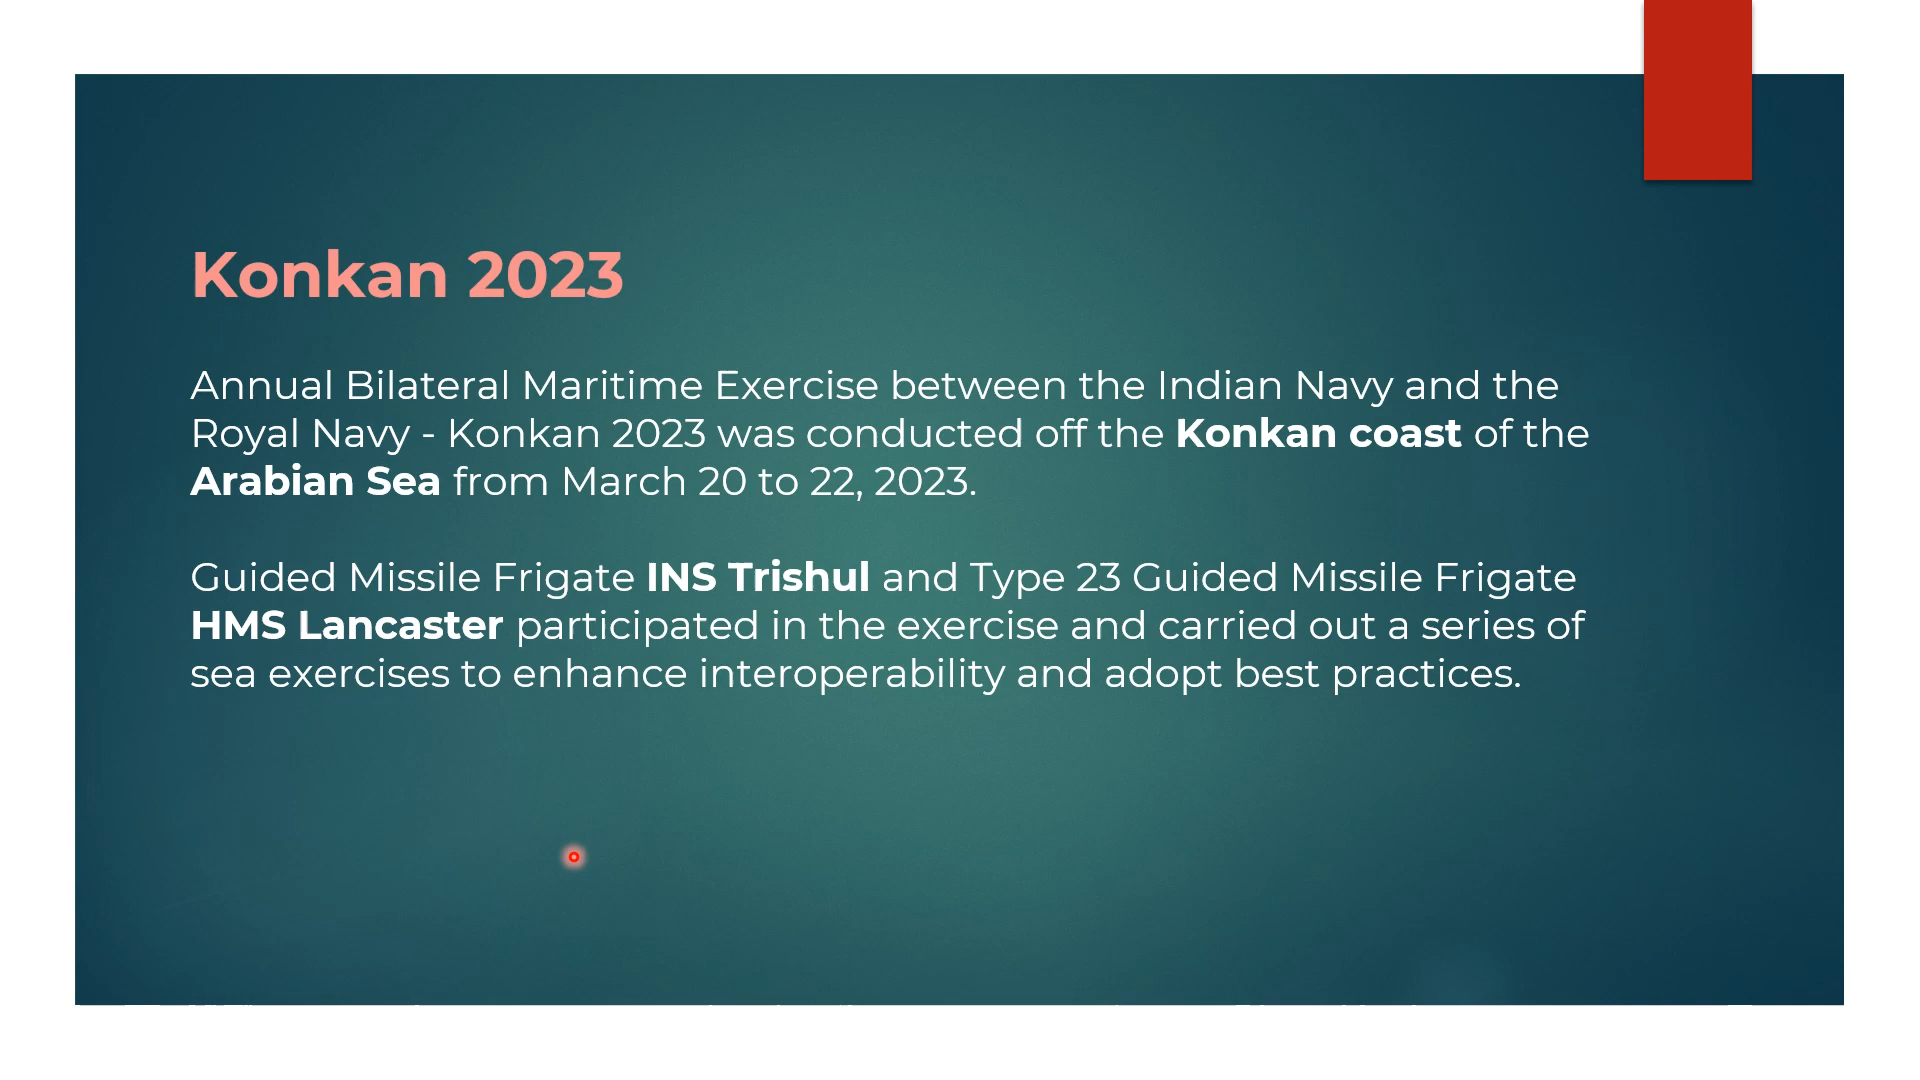 Konkan 2023
Annual Bilateral Maritime Exercise between the Indian Navy and the
Royal Navy - Konkan 2023 was conducted off the Konkan coast of the
Arabian Sea from March 20 to 22, 2023.
Guided Missile Frigate INS Trishul and Type 23 Guided Missile Frigate
HMS Lancaster participated in the exercise and carried out a series of
sea exercises to enhance interoperability and adopt best practices.